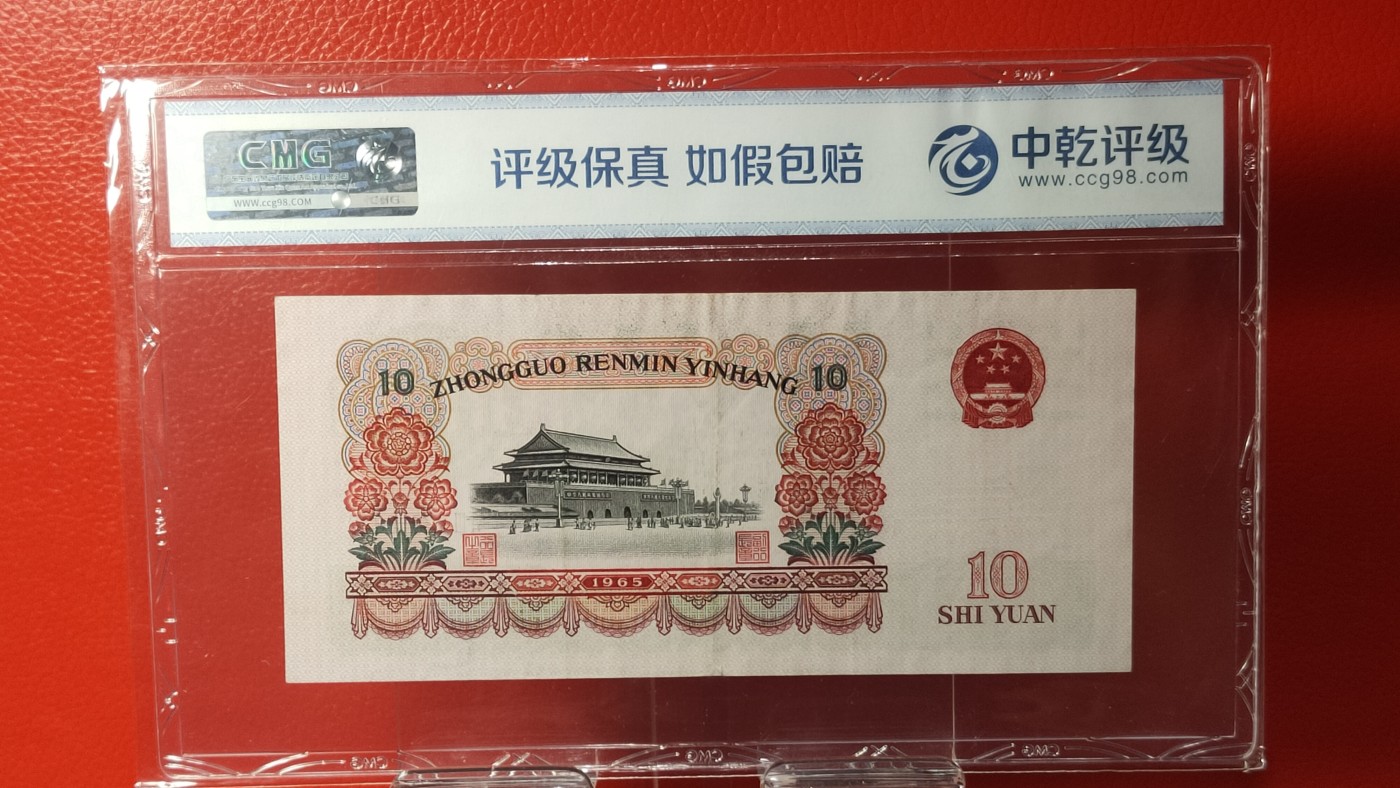 CMG
WWW.ccg98.COM
评级保真 如假包赔
中乾评级
www.ccg98.com
10 ZHONGGUO RENMIN YINHANG 10
1965
10
SHI YUAN